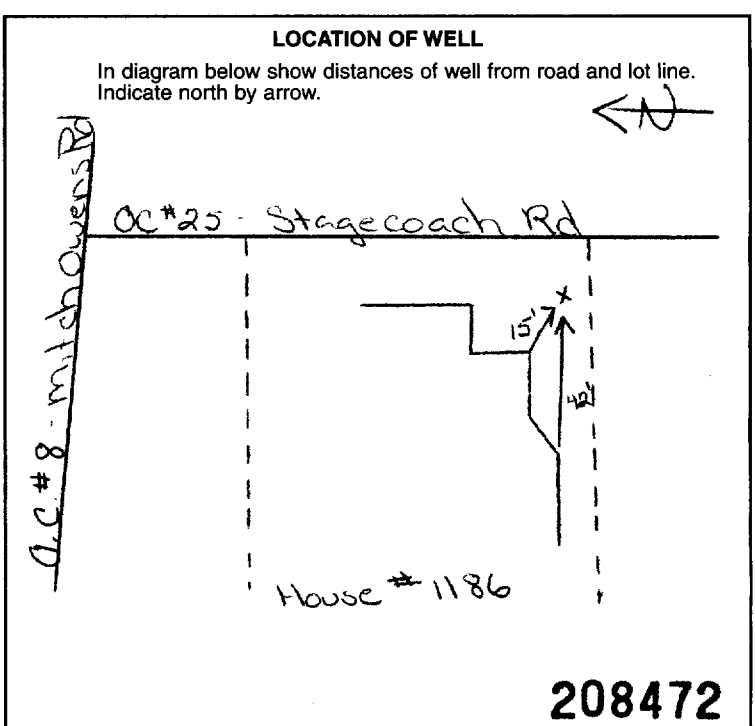 LOCATION OF WELL
In diagram below show distances of well from road and lot line.
Indicate north by arrow.
N
O.C. #8 - Mitch Owens Rd
OC #25 - Stagecoach Rd
X
15'
42'
House # 1186
208472